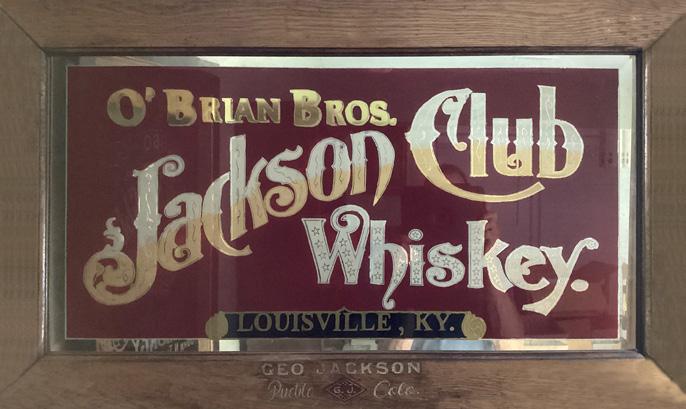 O'BRIAN BROS.
Jackson Club
Whiskey.
LOUISVILLE, KY.
GEO JACKSON
Pueblo G.J. Colo.